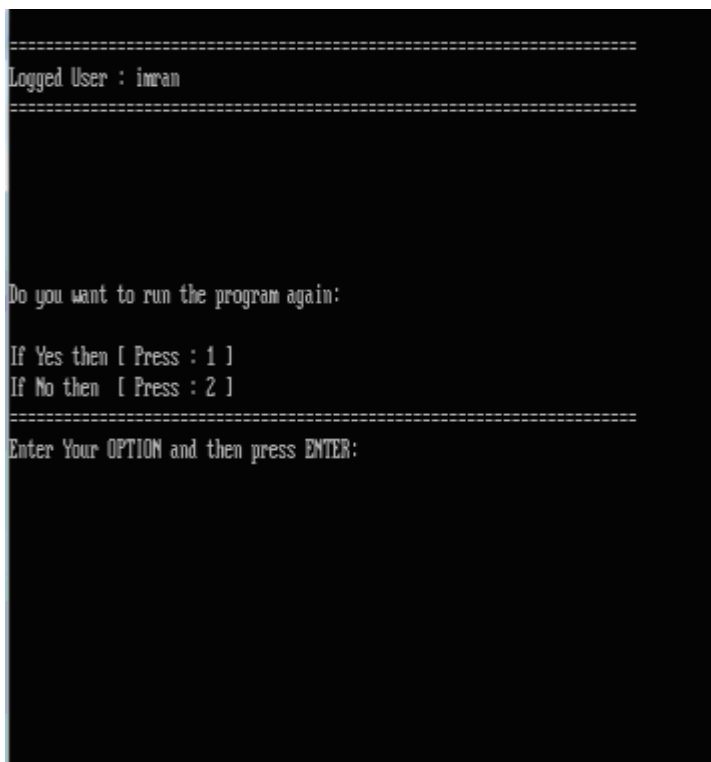 ======================================================================
Logged User : imran
======================================================================
Do you want to run the program again:
If Yes then [ Press : 1 ]
If No then  [ Press : 2 ]
======================================================================
Enter Your OPTION and then press ENTER: